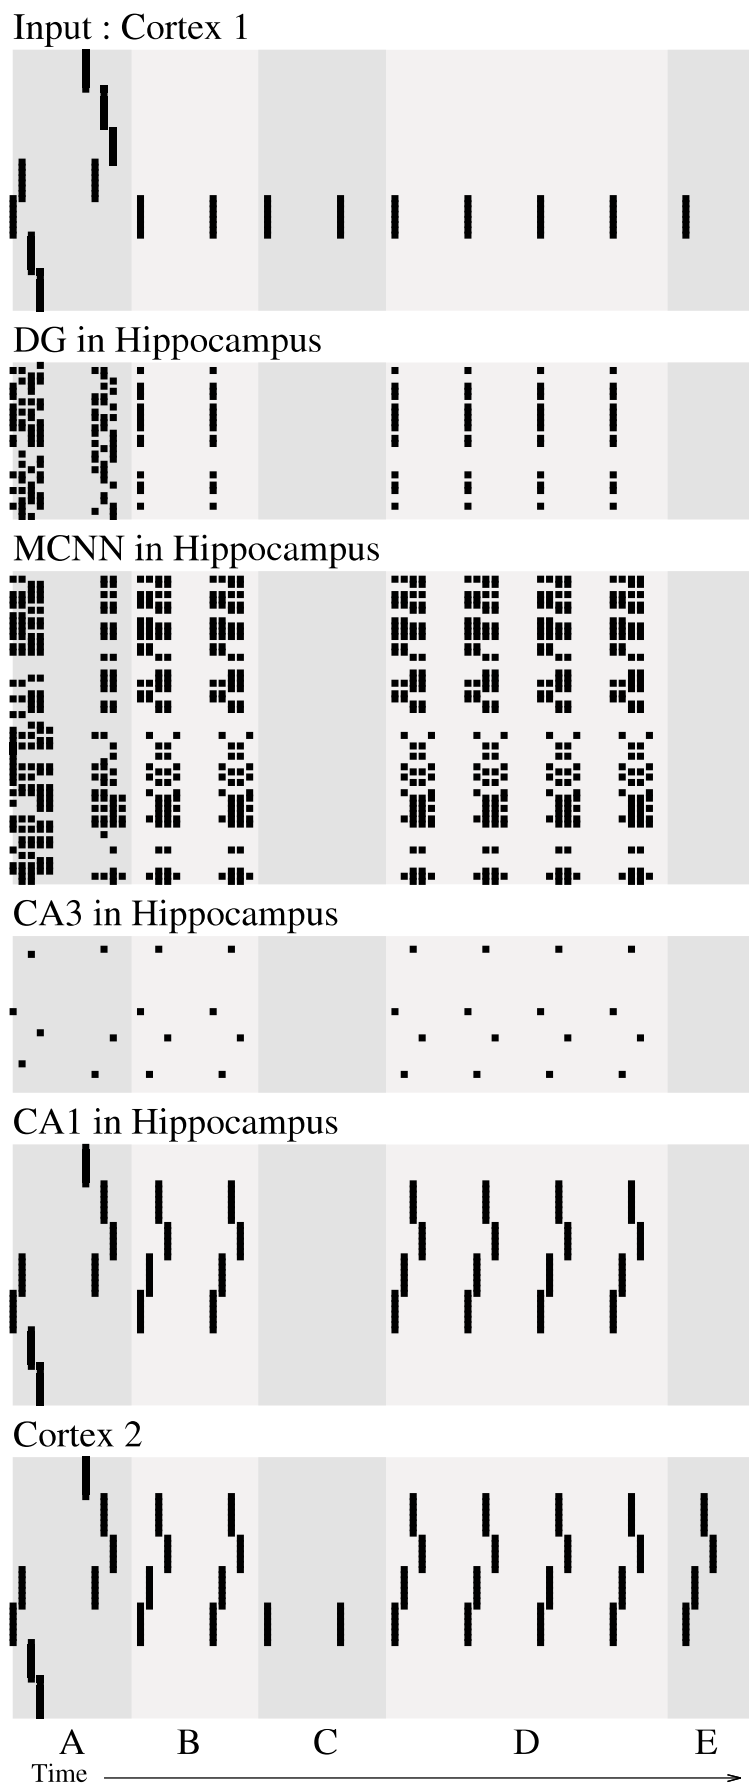 Input : Cortex 1
DG in Hippocampus
MCNN in Hippocampus
CA3 in Hippocampus
CA1 in Hippocampus
Cortex 2
A B C D E
Time